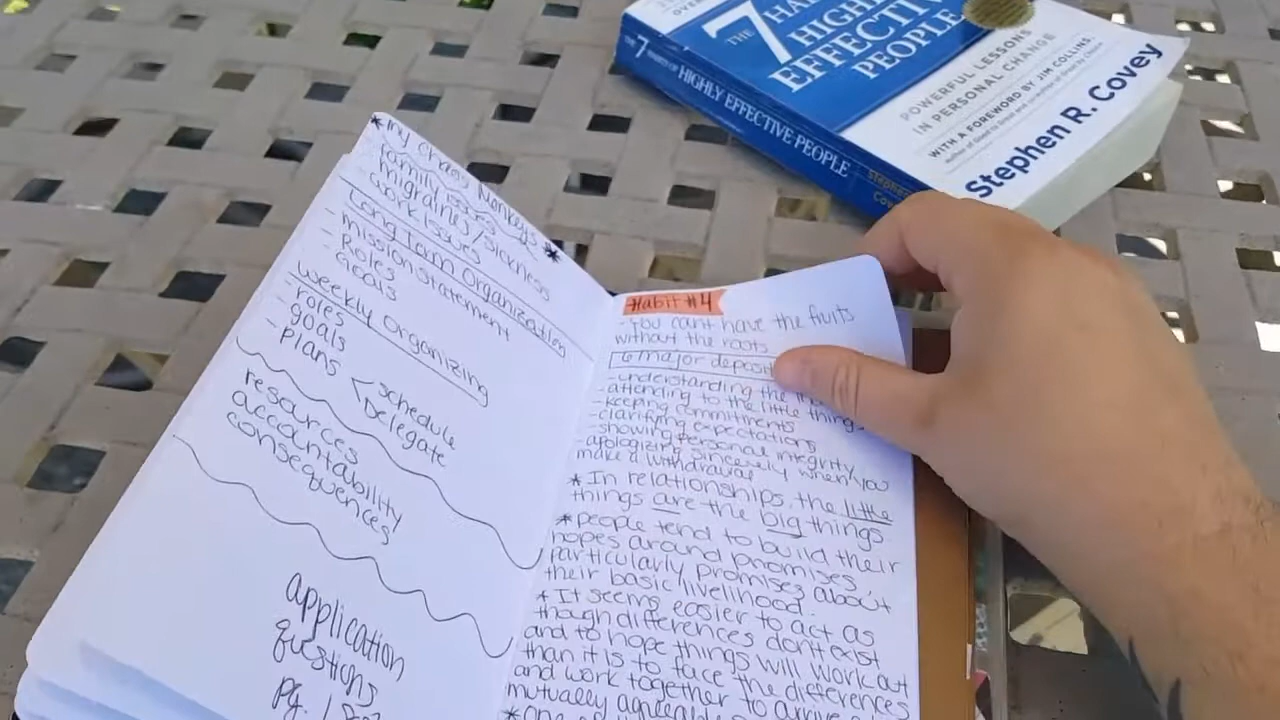 OVER
THE 7 HABITS OF
HIGHLY
EFFECTIVE
PEOPLE
POWERFUL LESSONS
IN PERSONAL CHANGE
WITH A FOREWORD BY JIM COLLINS,
Stephen R. Covey
THE 7 HABITS OF HIGHLY EFFECTIVE PEOPLE
Stephen
*my chaos monkeys*
family issues
migraines/sickness
work issues
Long term organization
- mission statement
- Roles
- Goals
weekly organizing
- roles
- goals
- plans < schedule
Delegate
resources
accountability
consequences
application
questions
pg.
Habit #4
- You can't have the fruits
without the roots
6 major deposit
- understanding the
- attending to the little things
- keeping commitments
- clarifying expectations
- showing personal integrity
- apologizing sincerely when you
make a withdrawal
* In relationships, the little
things are the big things
* people tend to build their
hopes around promises,
particularly promises about
their basic livelihood.
* It seems easier to act as
though differences dont exist
and to hope things will work out
than it is to face the differences
and work together to arrive
mutually